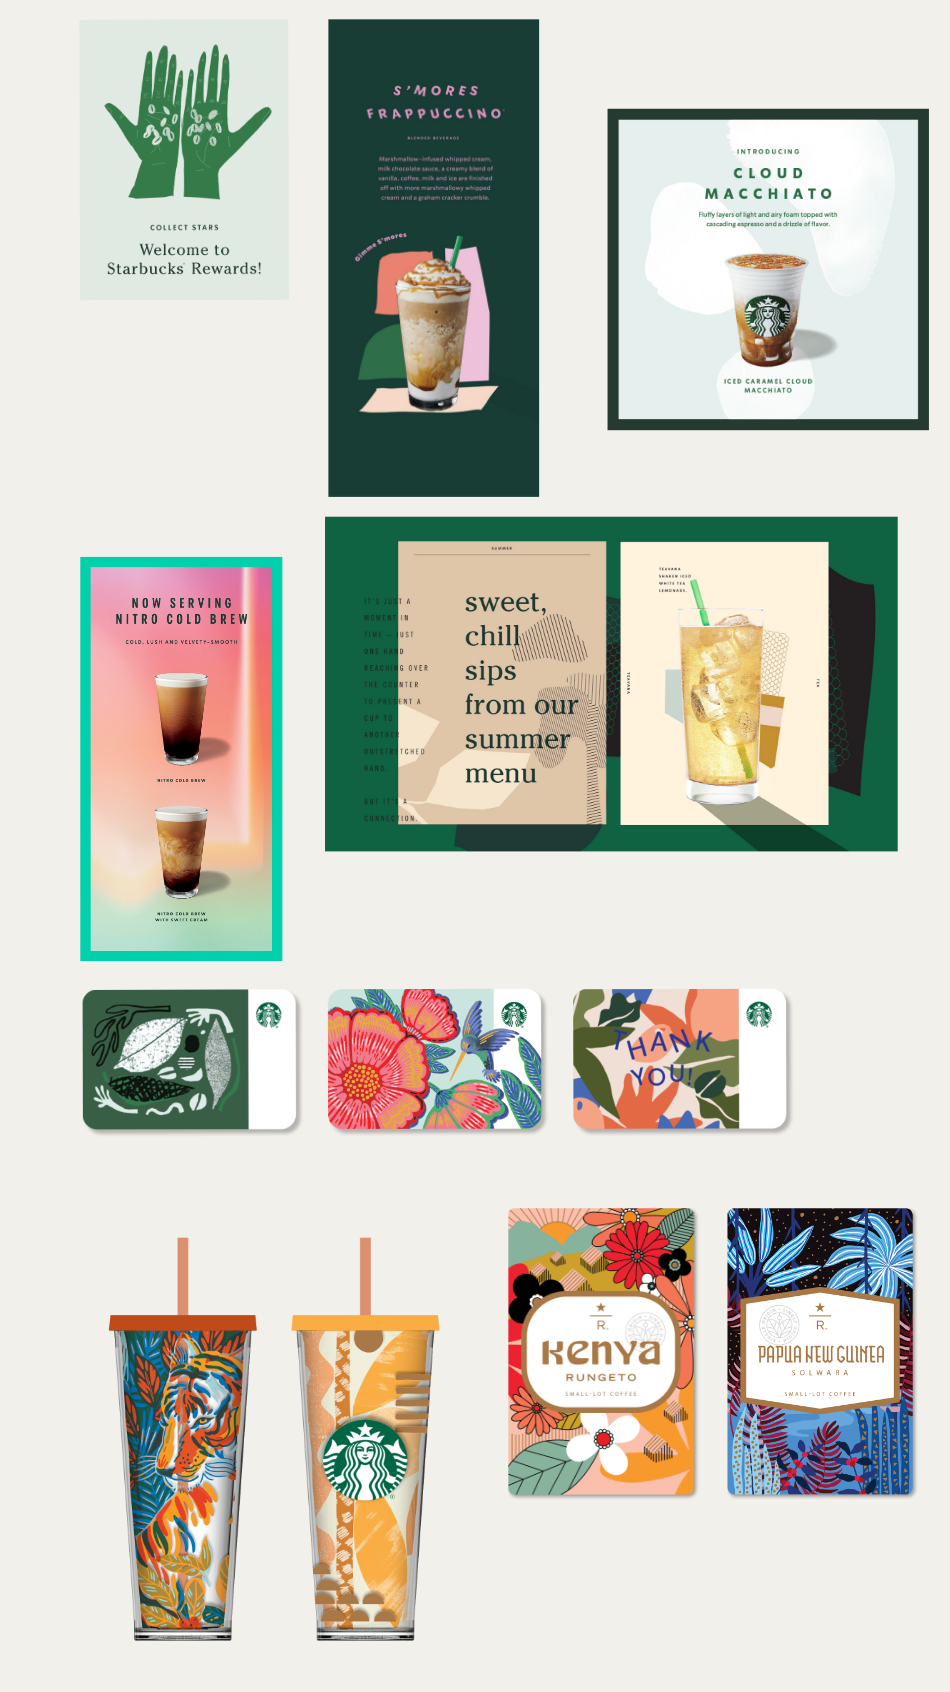 COLLECT STARS
Welcome to
Starbucks® Rewards!
S'MORES
FRAPPUCCINO®
BLENDED BEVERAGE
Marshmallow-infused whipped cream,
milk chocolate sauce, a creamy blend of
vanilla, coffee, milk and ice are finished
off with more marshmallowy whipped
cream and a graham cracker crumble.
Gimme S'mores
INTRODUCING
CLOUD
MACCHIATO
Fluffy layers of light and airy foam topped with
cascading espresso and a drizzle of flavor.
ICED CARAMEL CLOUD
MACCHIATO
NOW SERVING
NITRO COLD BREW
COLD, LUSH AND VELVETY-SMOOTH
NITRO COLD BREW
NITRO COLD BREW
WITH SWEET CREAM
SUMMER
IT'S JUST A
MOMENT IN
TIME — JUST
ONE HAND
REACHING OVER
THE COUNTER
TO PRESENT A
CUP TO
ANOTHER
OUTSTRETCHED
HAND.
BUT IT'S A
CONNECTION.
sweet,
chill
sips
from our
summer
menu
TEAVANA
SHAKEN ICED
WHITE TEA
LEMONADE.
TEAVANA
TEA
THANK
YOU!
R.
Kenya
RUNGETO
SMALL-LOT COFFEE
R.
PAPUA NEW GUINEA
SOLWARA
SMALL-LOT COFFEE